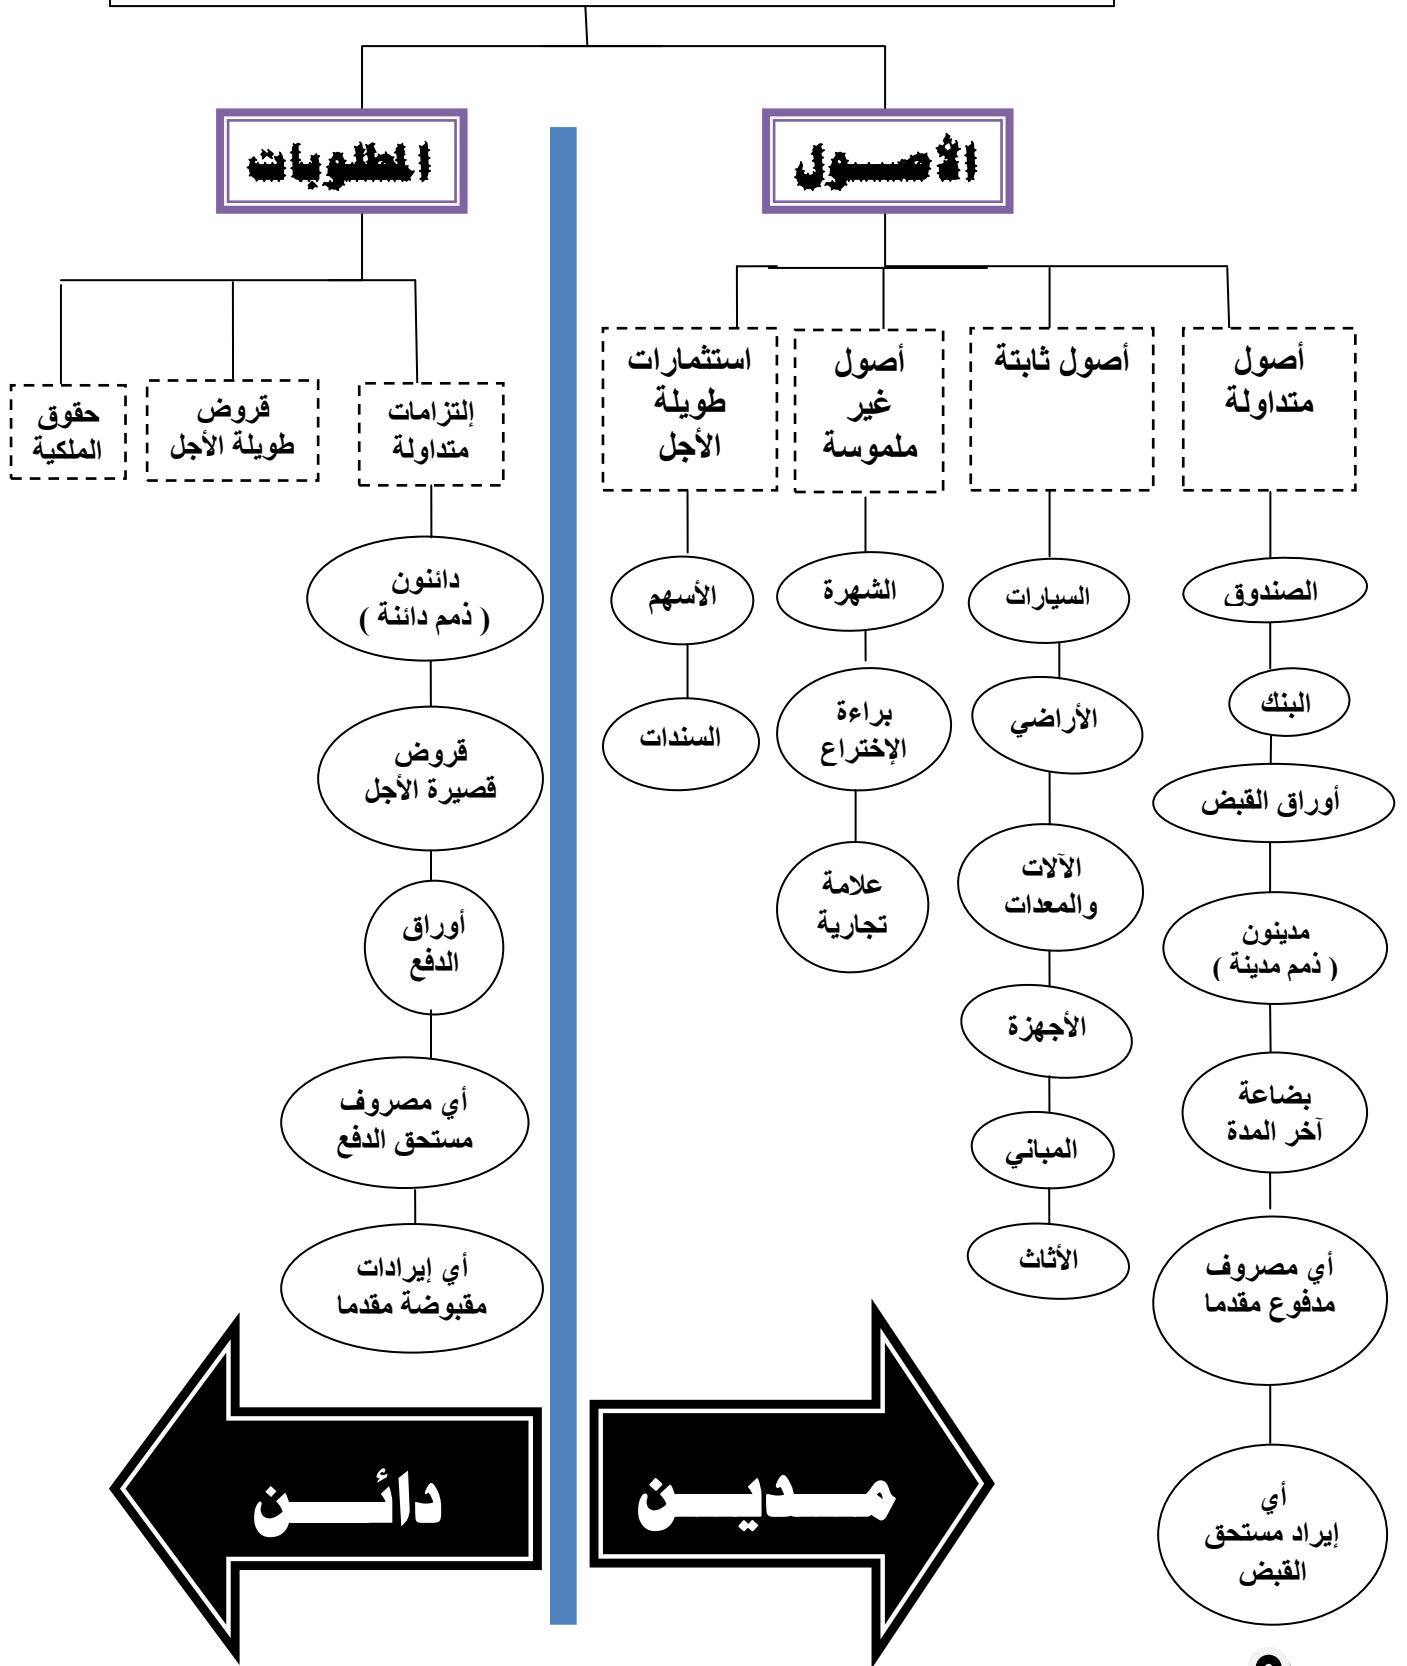 الأصـول
المطلوبات
أصول
متداولة
أصول ثابتة
أصول
غير
ملموسة
استثمارات
طويلة
الأجل
إلتزامات
متداولة
قروض
طويلة الأجل
حقوق
الملكية
الصندوق
البنك
أوراق القبض
مدينون
( ذمم مدينة )
بضاعة
آخر المدة
أي مصروف
مدفوع مقدما
أي
إيراد مستحق
القبض
السيارات
الأراضي
الآلات
والمعدات
الأجهزة
المباني
الأثاث
الشهرة
براءة
الإختراع
علامة
تجارية
الأسهم
السندات
دائنون
( ذمم دائنة )
قروض
قصيرة الأجل
أوراق
الدفع
أي مصروف
مستحق الدفع
أي إيرادات
مقبوضة مقدما
مـــدیـــن
دائـــن